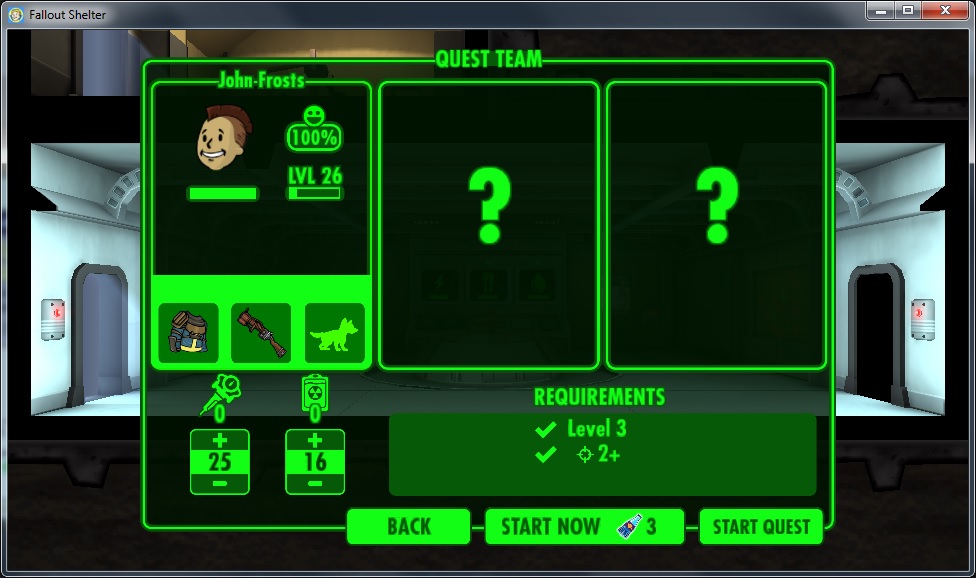 Fallout Shelter
QUEST TEAM
John-Frosts
100%
LVL 26
? ?
0 0
+ +
25 16
- -
REQUIREMENTS
Level 3
2+
BACK START NOW 3 START QUEST